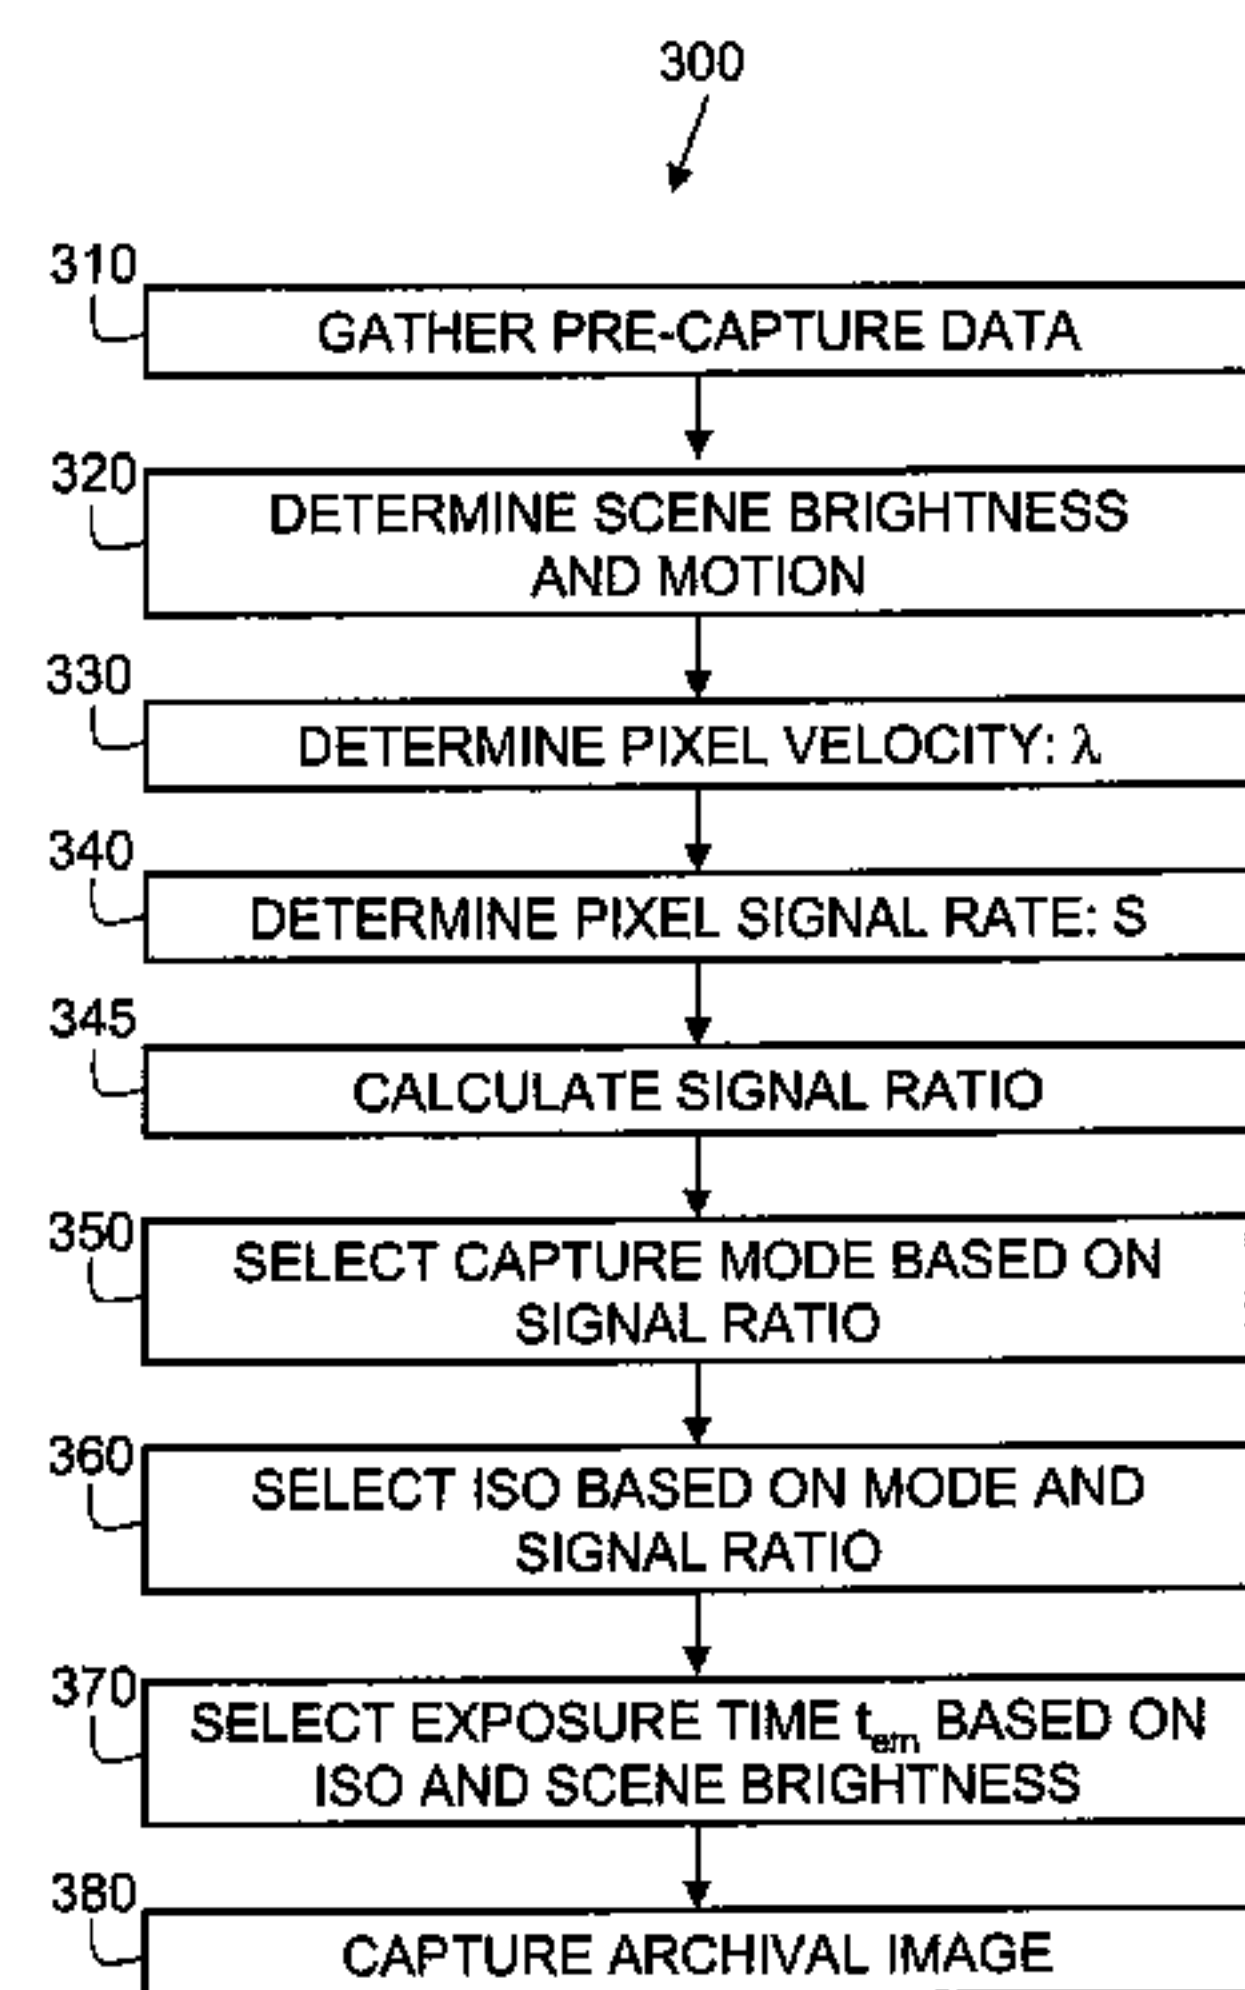 300
310
GATHER PRE-CAPTURE DATA
320
DETERMINE SCENE BRIGHTNESS
AND MOTION
330
DETERMINE PIXEL VELOCITY: λ
340
DETERMINE PIXEL SIGNAL RATE: S
345
CALCULATE SIGNAL RATIO
350
SELECT CAPTURE MODE BASED ON
SIGNAL RATIO
360
SELECT ISO BASED ON MODE AND
SIGNAL RATIO
370
SELECT EXPOSURE TIME tem BASED ON
ISO AND SCENE BRIGHTNESS
380
CAPTURE ARCHIVAL IMAGE